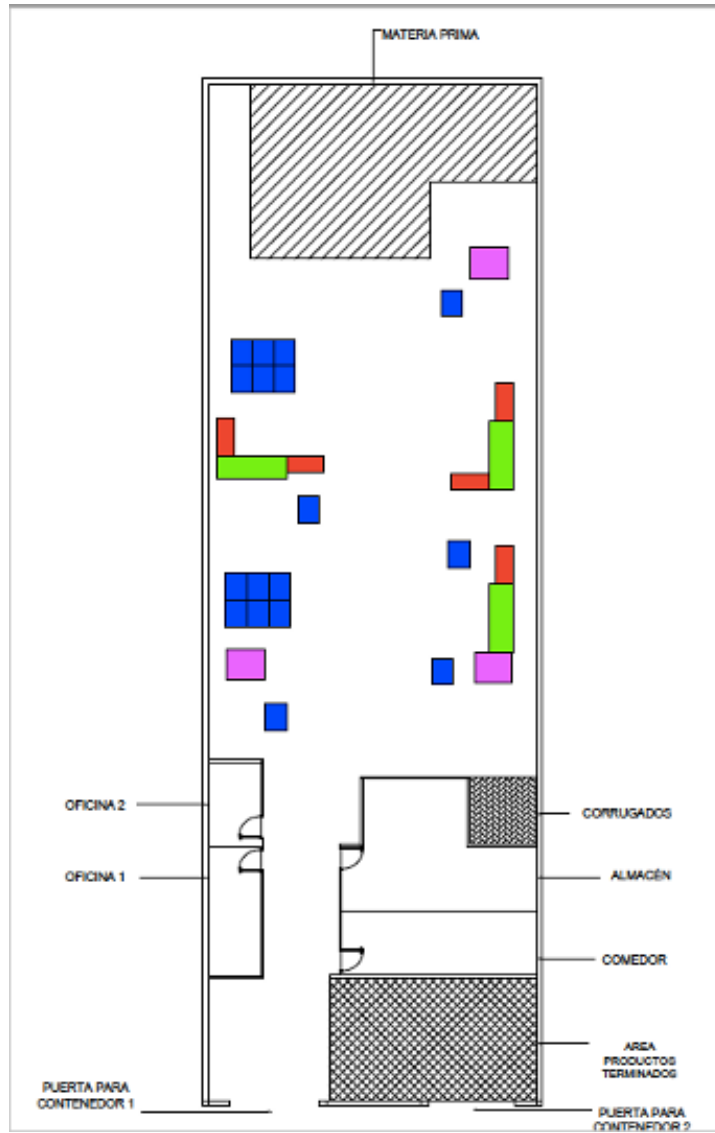 MATERIA PRIMA
OFICINA 2
CORRUGADOS
OFICINA 1
ALMACÉN
COMEDOR
AREA
PRODUCTOS
TERMINADOS
PUERTA PARA
CONTENEDOR 1
PUERTA PARA
CONTENEDOR 2